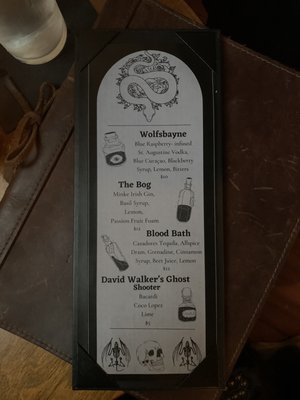 Wolfsbayne
Blue Raspberry- infused
St. Augustine Vodka,
Blue Curaçao, Blackberry
Syrup, Lemon, Bitters
The Bog
Minke Irish Gin,
Basil Syrup,
Lemon,
Passion Fruit Foam
Blood Bath
Cazadores Tequila, Allspice
Dram, Grenadine, Cinnamon
Syrup, Beet Juice, Lemon
$12
David Walker's Ghost
Shooter
Bacardi
Coco Lopez
Lime
$5